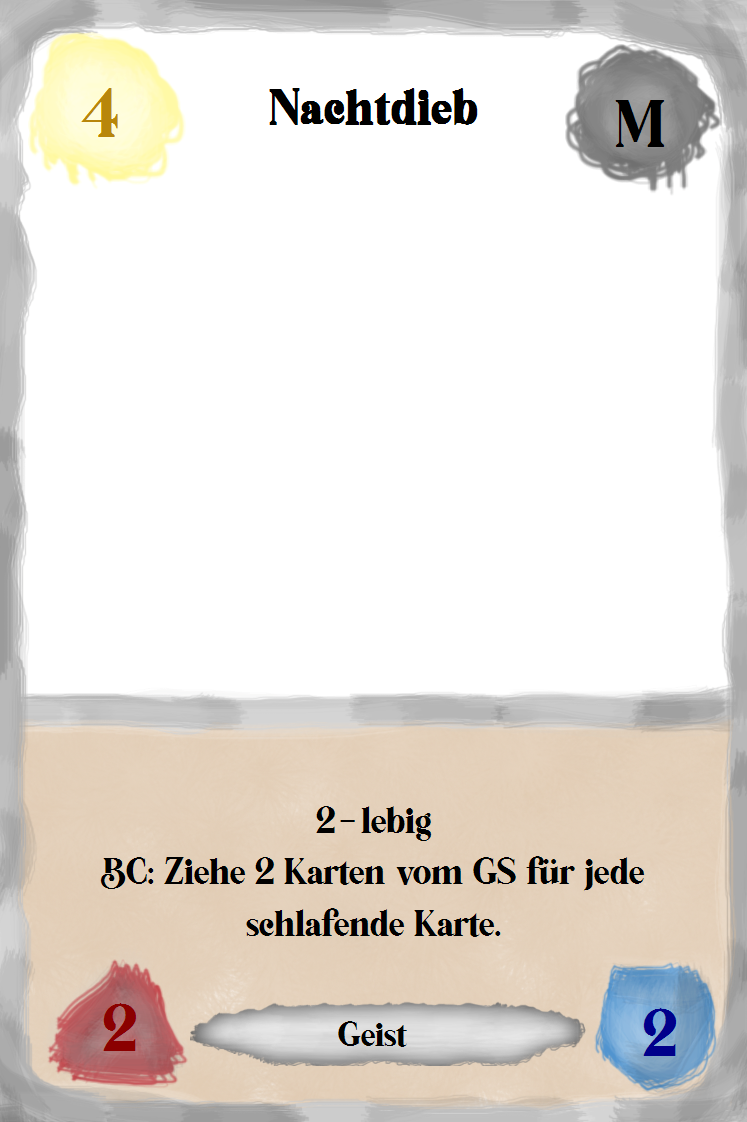 4 Nachtdieb M
2-lebig
BC: Ziehe 2 Karten vom GS für jede
schlafende Karte.
2 Geist 2